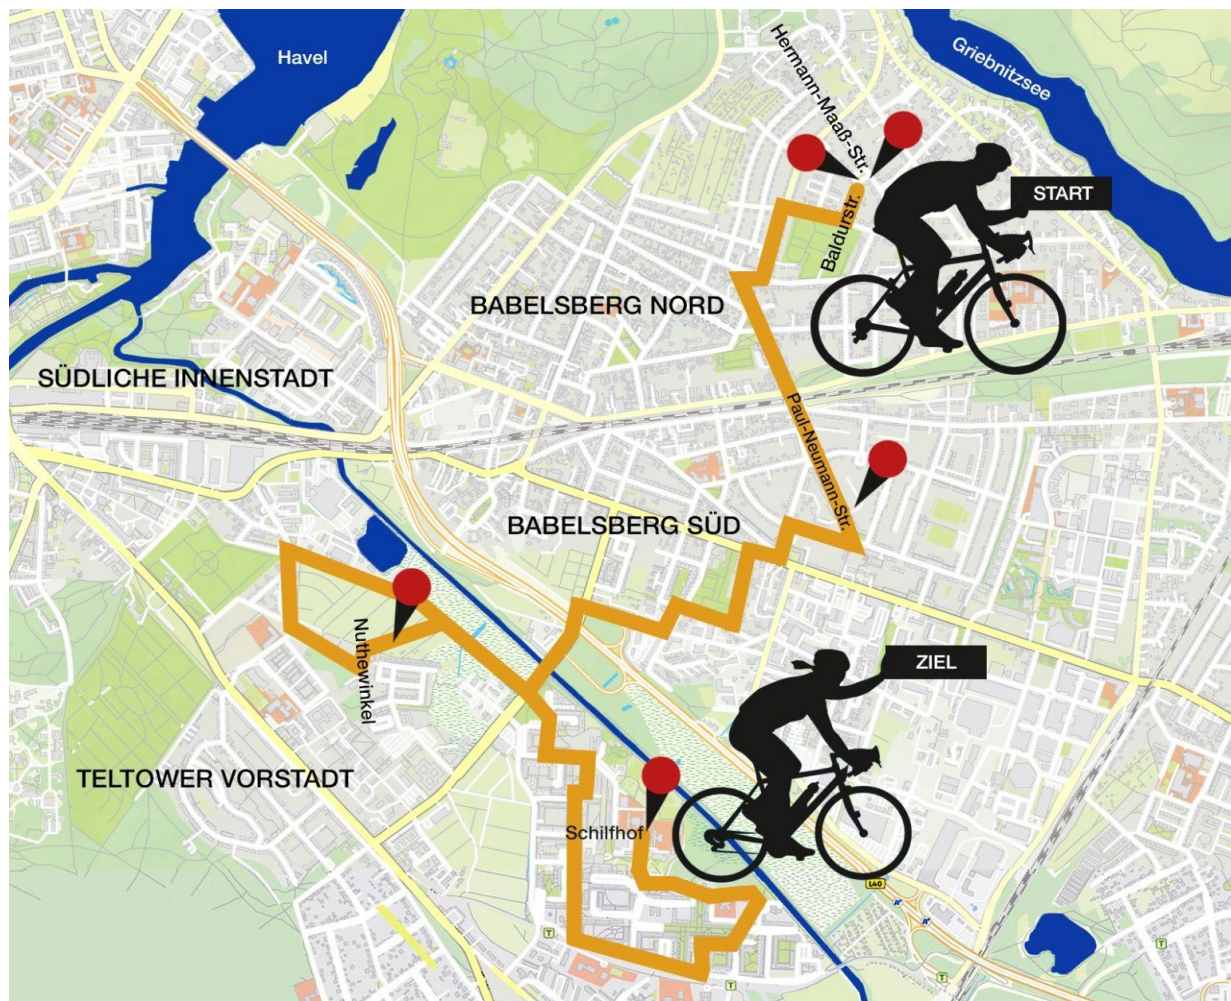 Havel
Griebnitzsee
Hermann-Maaß-Str.
START
Baldurstr.
BABELSBERG NORD
SÜDLICHE INNENSTADT
Paul-Neumann-Str.
BABELSBERG SÜD
Nuthewinkel
ZIEL
TELTOWER VORSTADT
Schilfhof
L40
T
T
T
T